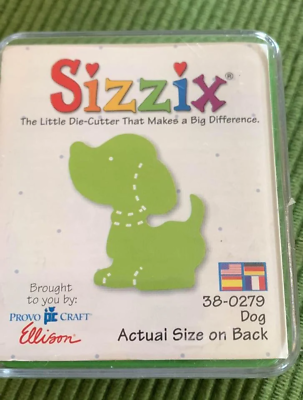 Sizzix®
The Little Die-Cutter That Makes a Big Difference.
Brought
to you by:
PROVO PC CRAFT®
Ellison®
38-0279
Dog
Actual Size on Back